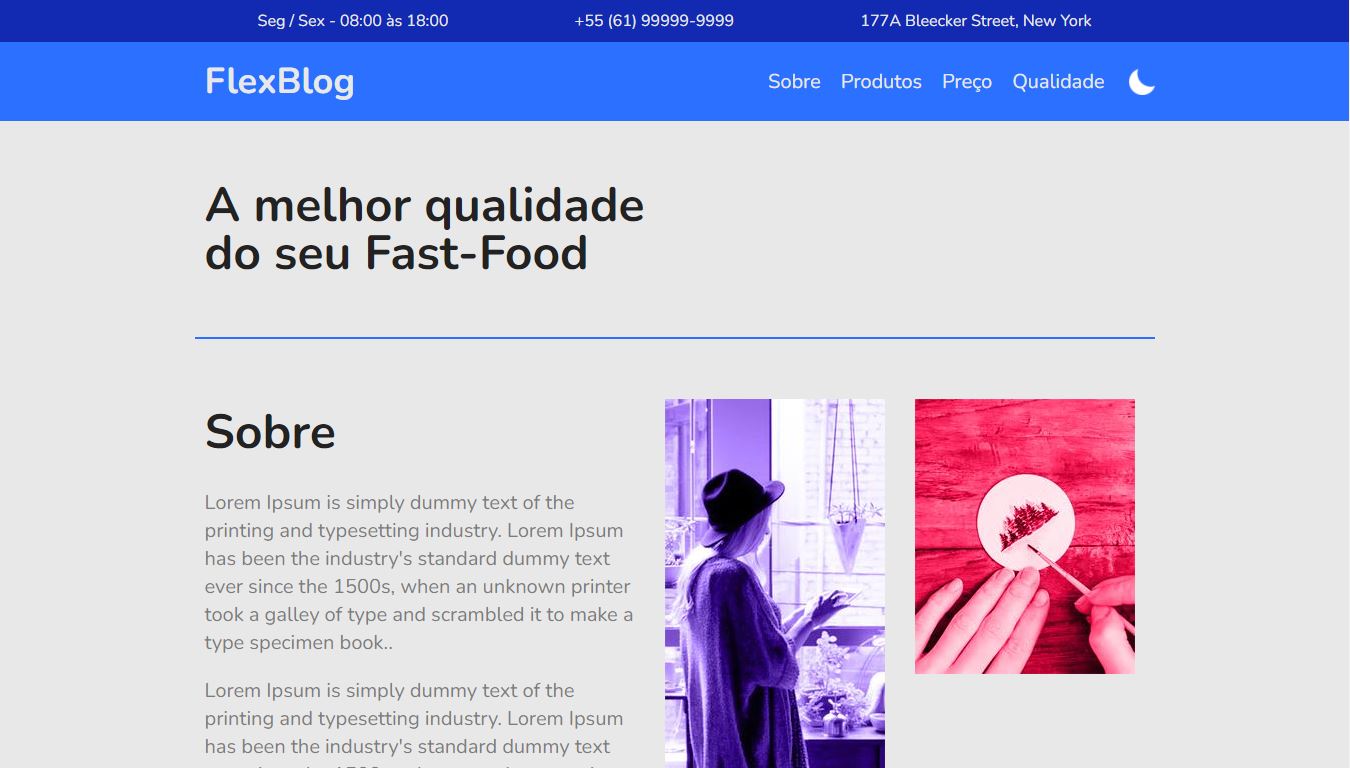 Seg / Sex - 08:00 às 18:00
+55 (61) 99999-9999
177A Bleecker Street, New York
FlexBlog
Sobre
Produtos
Preço
Qualidade
A melhor qualidade
do seu Fast-Food
Sobre
Lorem Ipsum is simply dummy text of the
printing and typesetting industry. Lorem Ipsum
has been the industry's standard dummy text
ever since the 1500s, when an unknown printer
took a galley of type and scrambled it to make a
type specimen book..
Lorem Ipsum is simply dummy text of the
printing and typesetting industry. Lorem Ipsum
has been the industry's standard dummy text